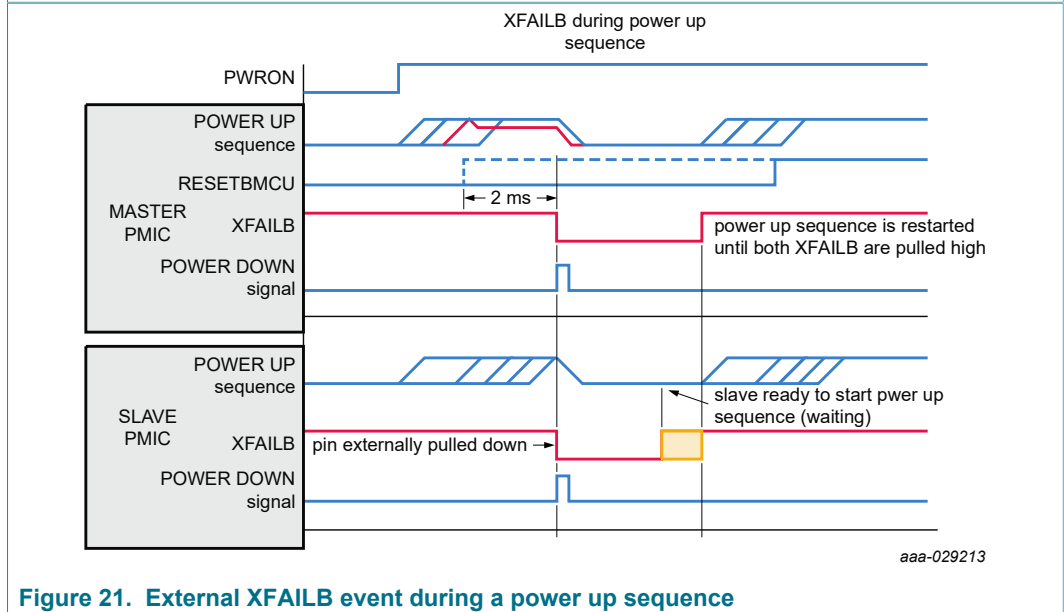 XFAILB during power up
sequence
PWRON
POWER UP
sequence
RESETBMCU
2 ms
MASTER
PMIC
XFAILB
power up sequence is restarted
until both XFAILB are pulled high
POWER DOWN
signal
POWER UP
sequence
slave ready to start pwer up
sequence (waiting)
SLAVE
PMIC
XFAILB
pin externally pulled down
POWER DOWN
signal
aaa-029213
Figure 21. External XFAILB event during a power up sequence